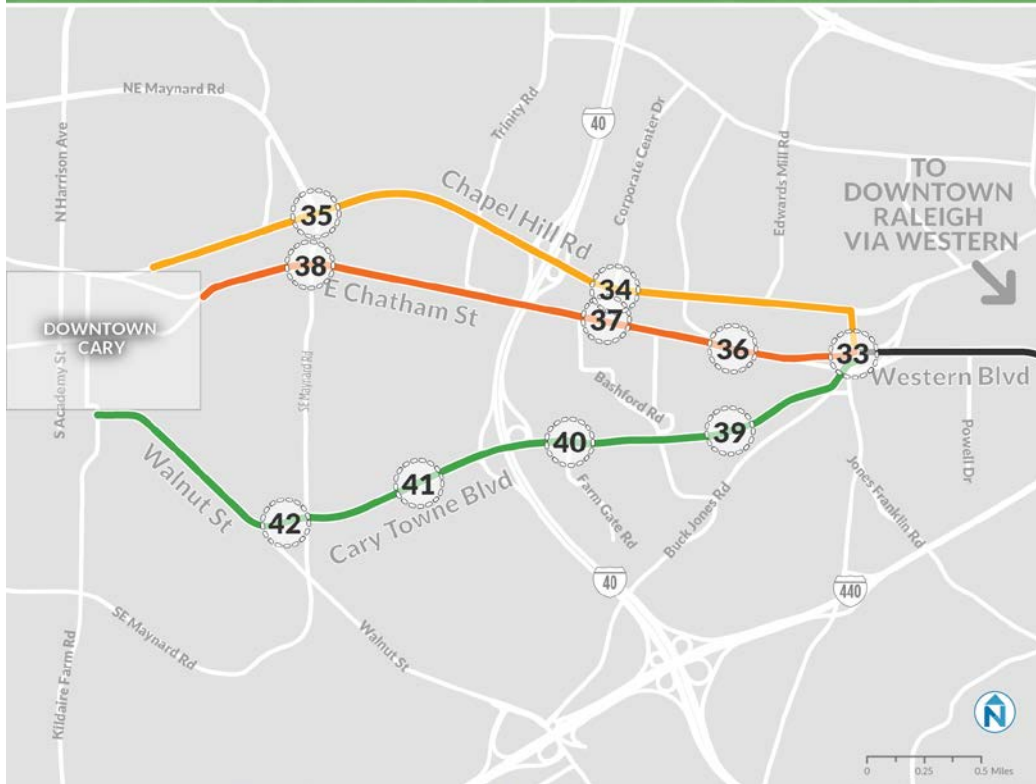 NE Maynard Rd
N Harrison Ave
Trinity Rd
40
Corporate Center Dr
Edwards Mill Rd
TO
DOWNTOWN
RALEIGH
VIA WESTERN
Chapel Hill Rd
35
38
E Chatham St
34
37
36
33
Western Blvd
DOWNTOWN
CARY
S Academy St
SE Maynard Rd
Bashford Rd
39
40
41
42
Walnut St
Cary Towne Blvd
Farm Gate Rd
Buck Jones Rd
Jones Franklin Rd
Powell Dr
40
440
SE Maynard Rd
Walnut St
Kildaire Farm Rd
N
0 0.25 0.5 Miles